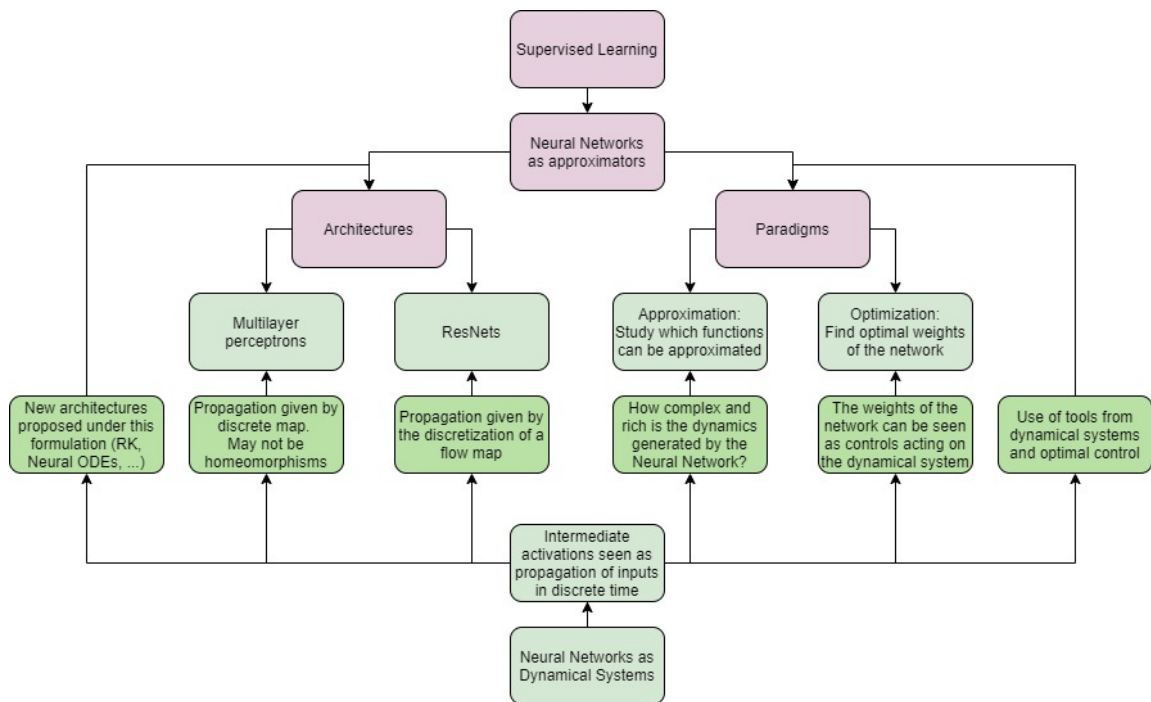 Supervised Learning
Neural Networks
as approximators
Architectures
Paradigms
Multilayer
perceptrons
ResNets
Approximation:
Study which functions
can be approximated
Optimization:
Find optimal weights
of the network
New architectures
proposed under this
formulation (RK,
Neural ODEs, ...)
Propagation given by
discrete map.
May not be
homeomorphisms
Propagation given by
the discretization of a
flow map
How complex and
rich is the dynamics
generated by the
Neural Network?
The weights of the
network can be seen
as controls acting on
the dynamical system
Use of tools from
dynamical systems
and optimal control
Intermediate
activations seen as
propagation of inputs
in discrete time
Neural Networks as
Dynamical Systems